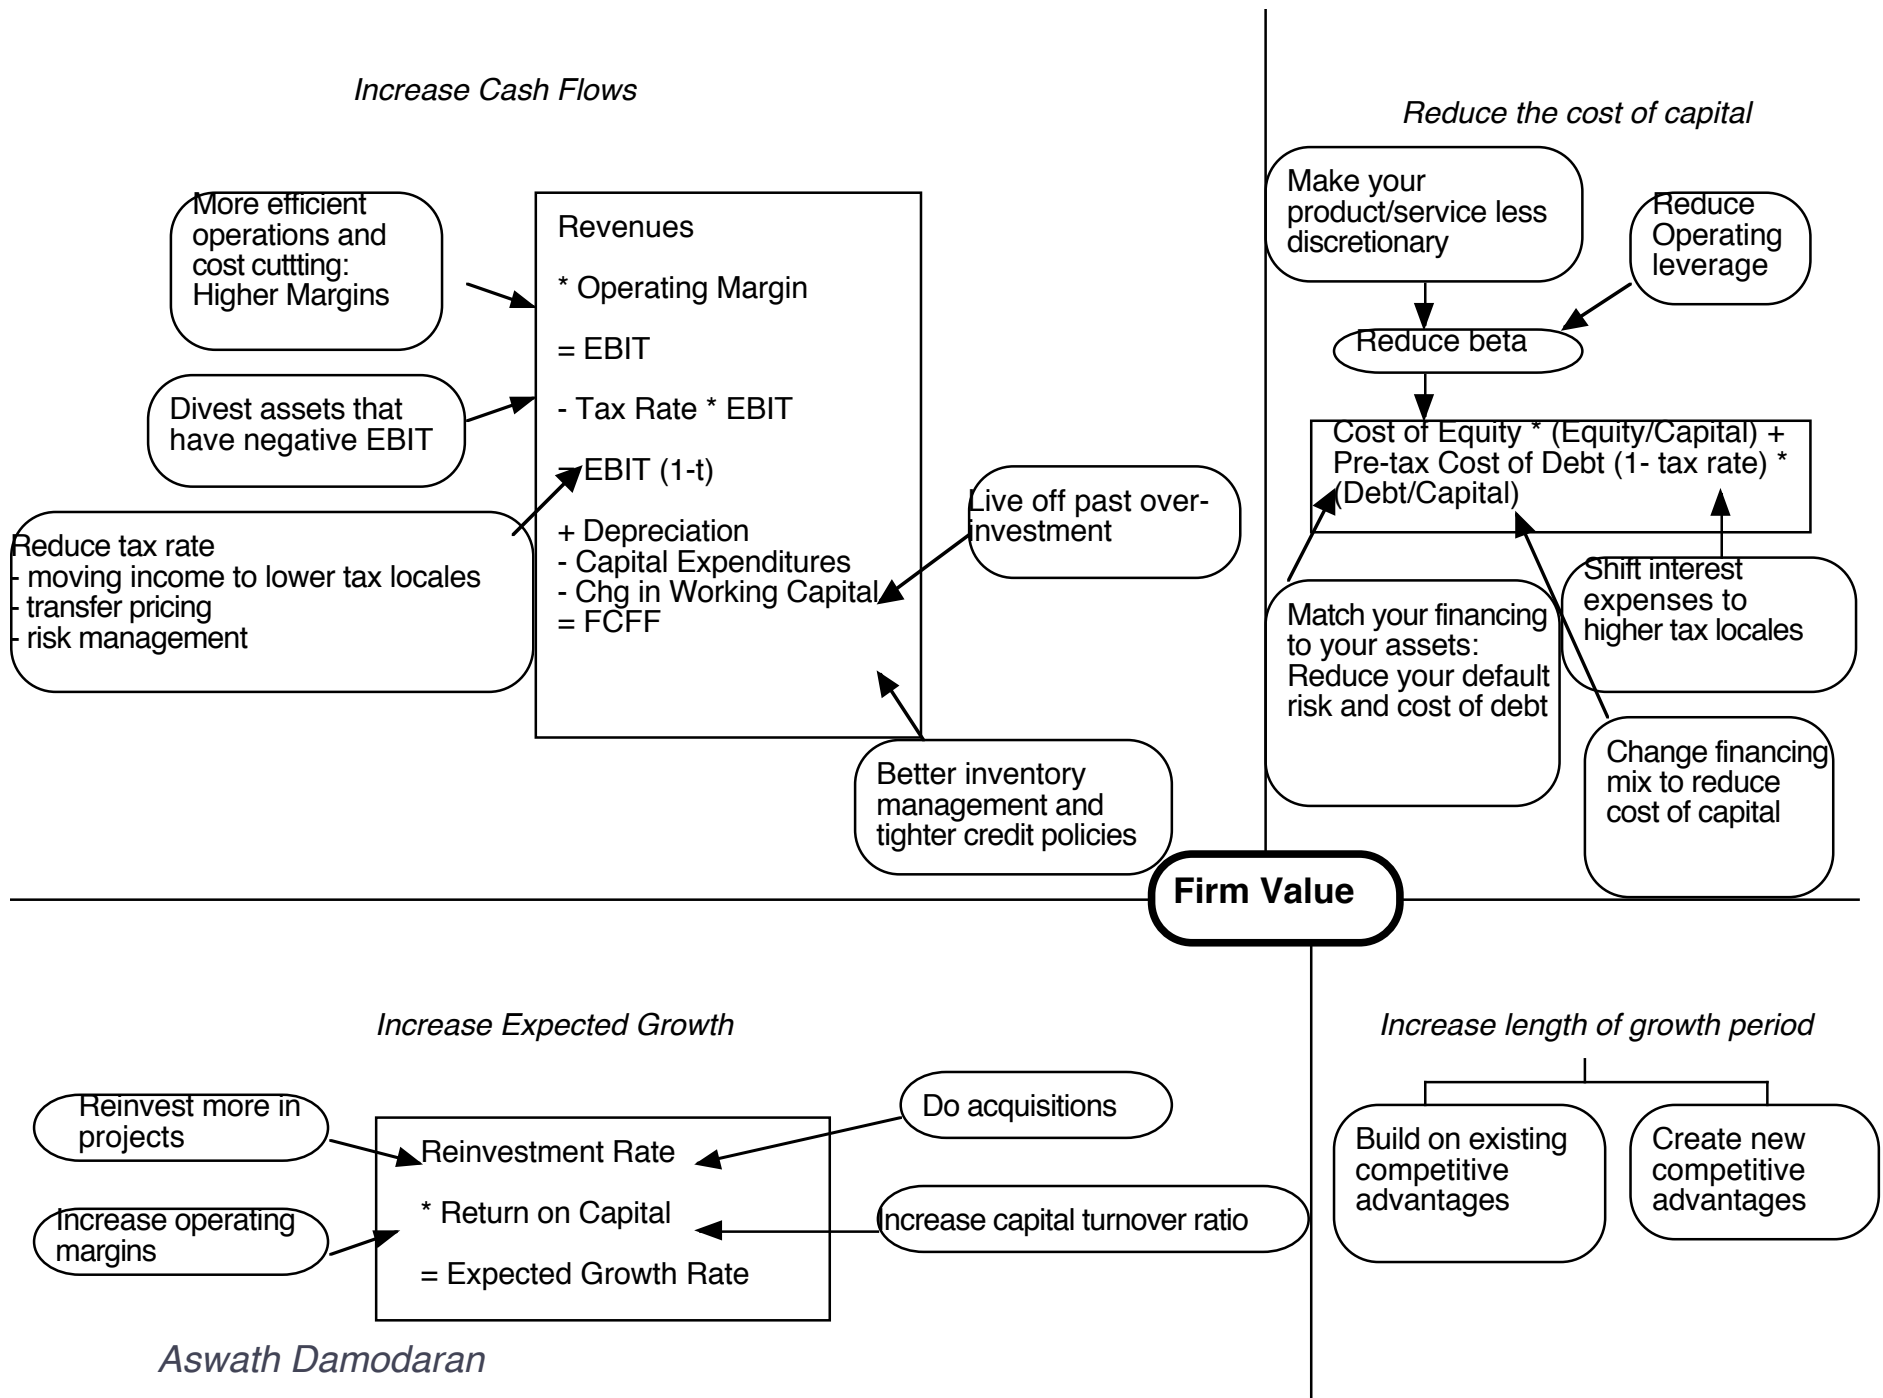 Increase Cash Flows
More efficient
operations and
cost cuttting:
Higher Margins
Divest assets that
have negative EBIT
Reduce tax rate
- moving income to lower tax locales
- transfer pricing
- risk management
Revenues
* Operating Margin
= EBIT
- Tax Rate * EBIT
= EBIT (1-t)
+ Depreciation
- Capital Expenditures
- Chg in Working Capital
= FCFF
Live off past over-
investment
Better inventory
management and
tighter credit policies
Reduce the cost of capital
Make your
product/service less
discretionary
Reduce
Operating
leverage
Reduce beta
Cost of Equity * (Equity/Capital) +
Pre-tax Cost of Debt (1- tax rate) *
(Debt/Capital)
Match your financing
to your assets:
Reduce your default
risk and cost of debt
Shift interest
expenses to
higher tax locales
Change financing
mix to reduce
cost of capital
Firm Value
Increase Expected Growth
Reinvest more in
projects
Increase operating
margins
Reinvestment Rate
* Return on Capital
= Expected Growth Rate
Do acquisitions
Increase capital turnover ratio
Increase length of growth period
Build on existing
competitive
advantages
Create new
competitive
advantages
Aswath Damodaran